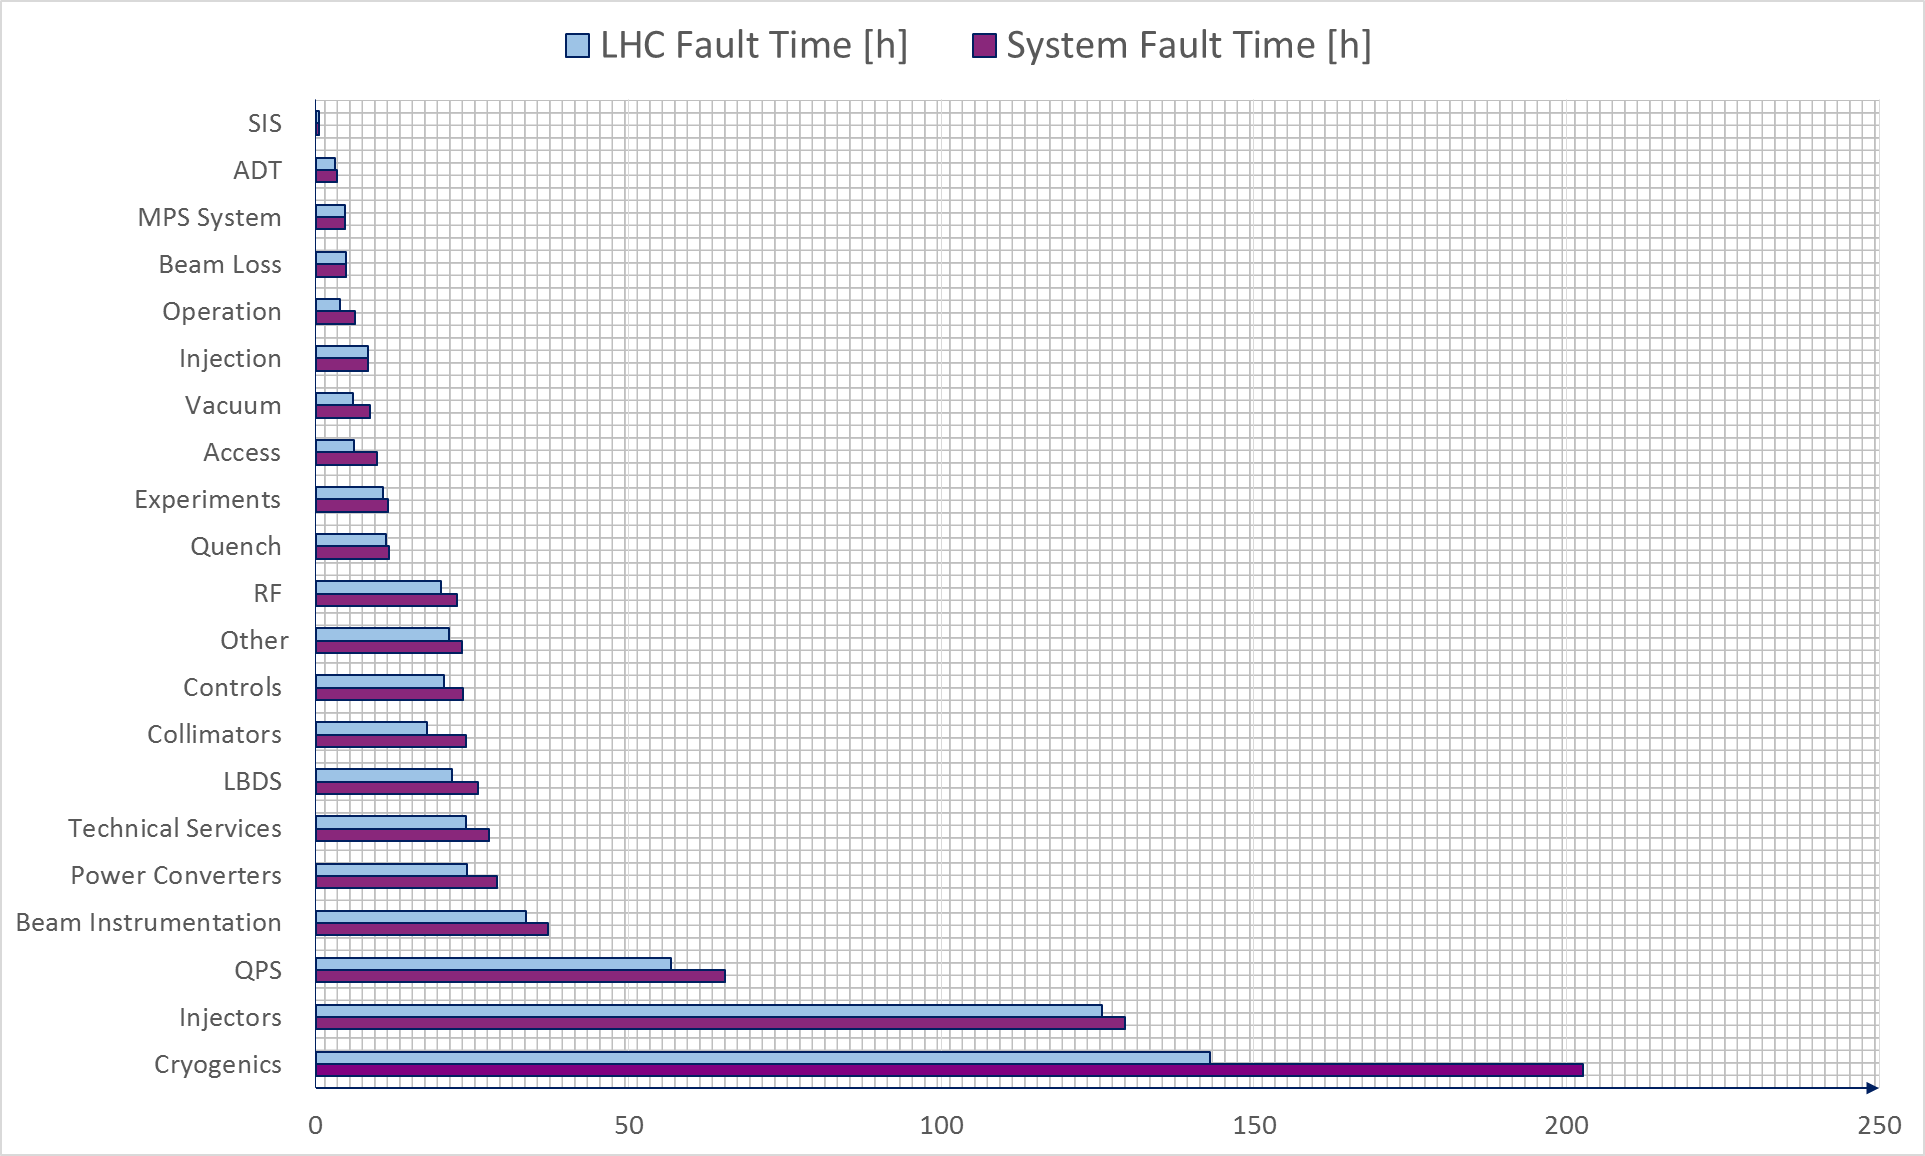 LHC Fault Time [h] System Fault Time [h]
SIS
ADT
MPS System
Beam Loss
Operation
Injection
Vacuum
Access
Experiments
Quench
RF
Other
Controls
Collimators
LBDS
Technical Services
Power Converters
Beam Instrumentation
QPS
Injectors
Cryogenics
0 50 100 150 200 250